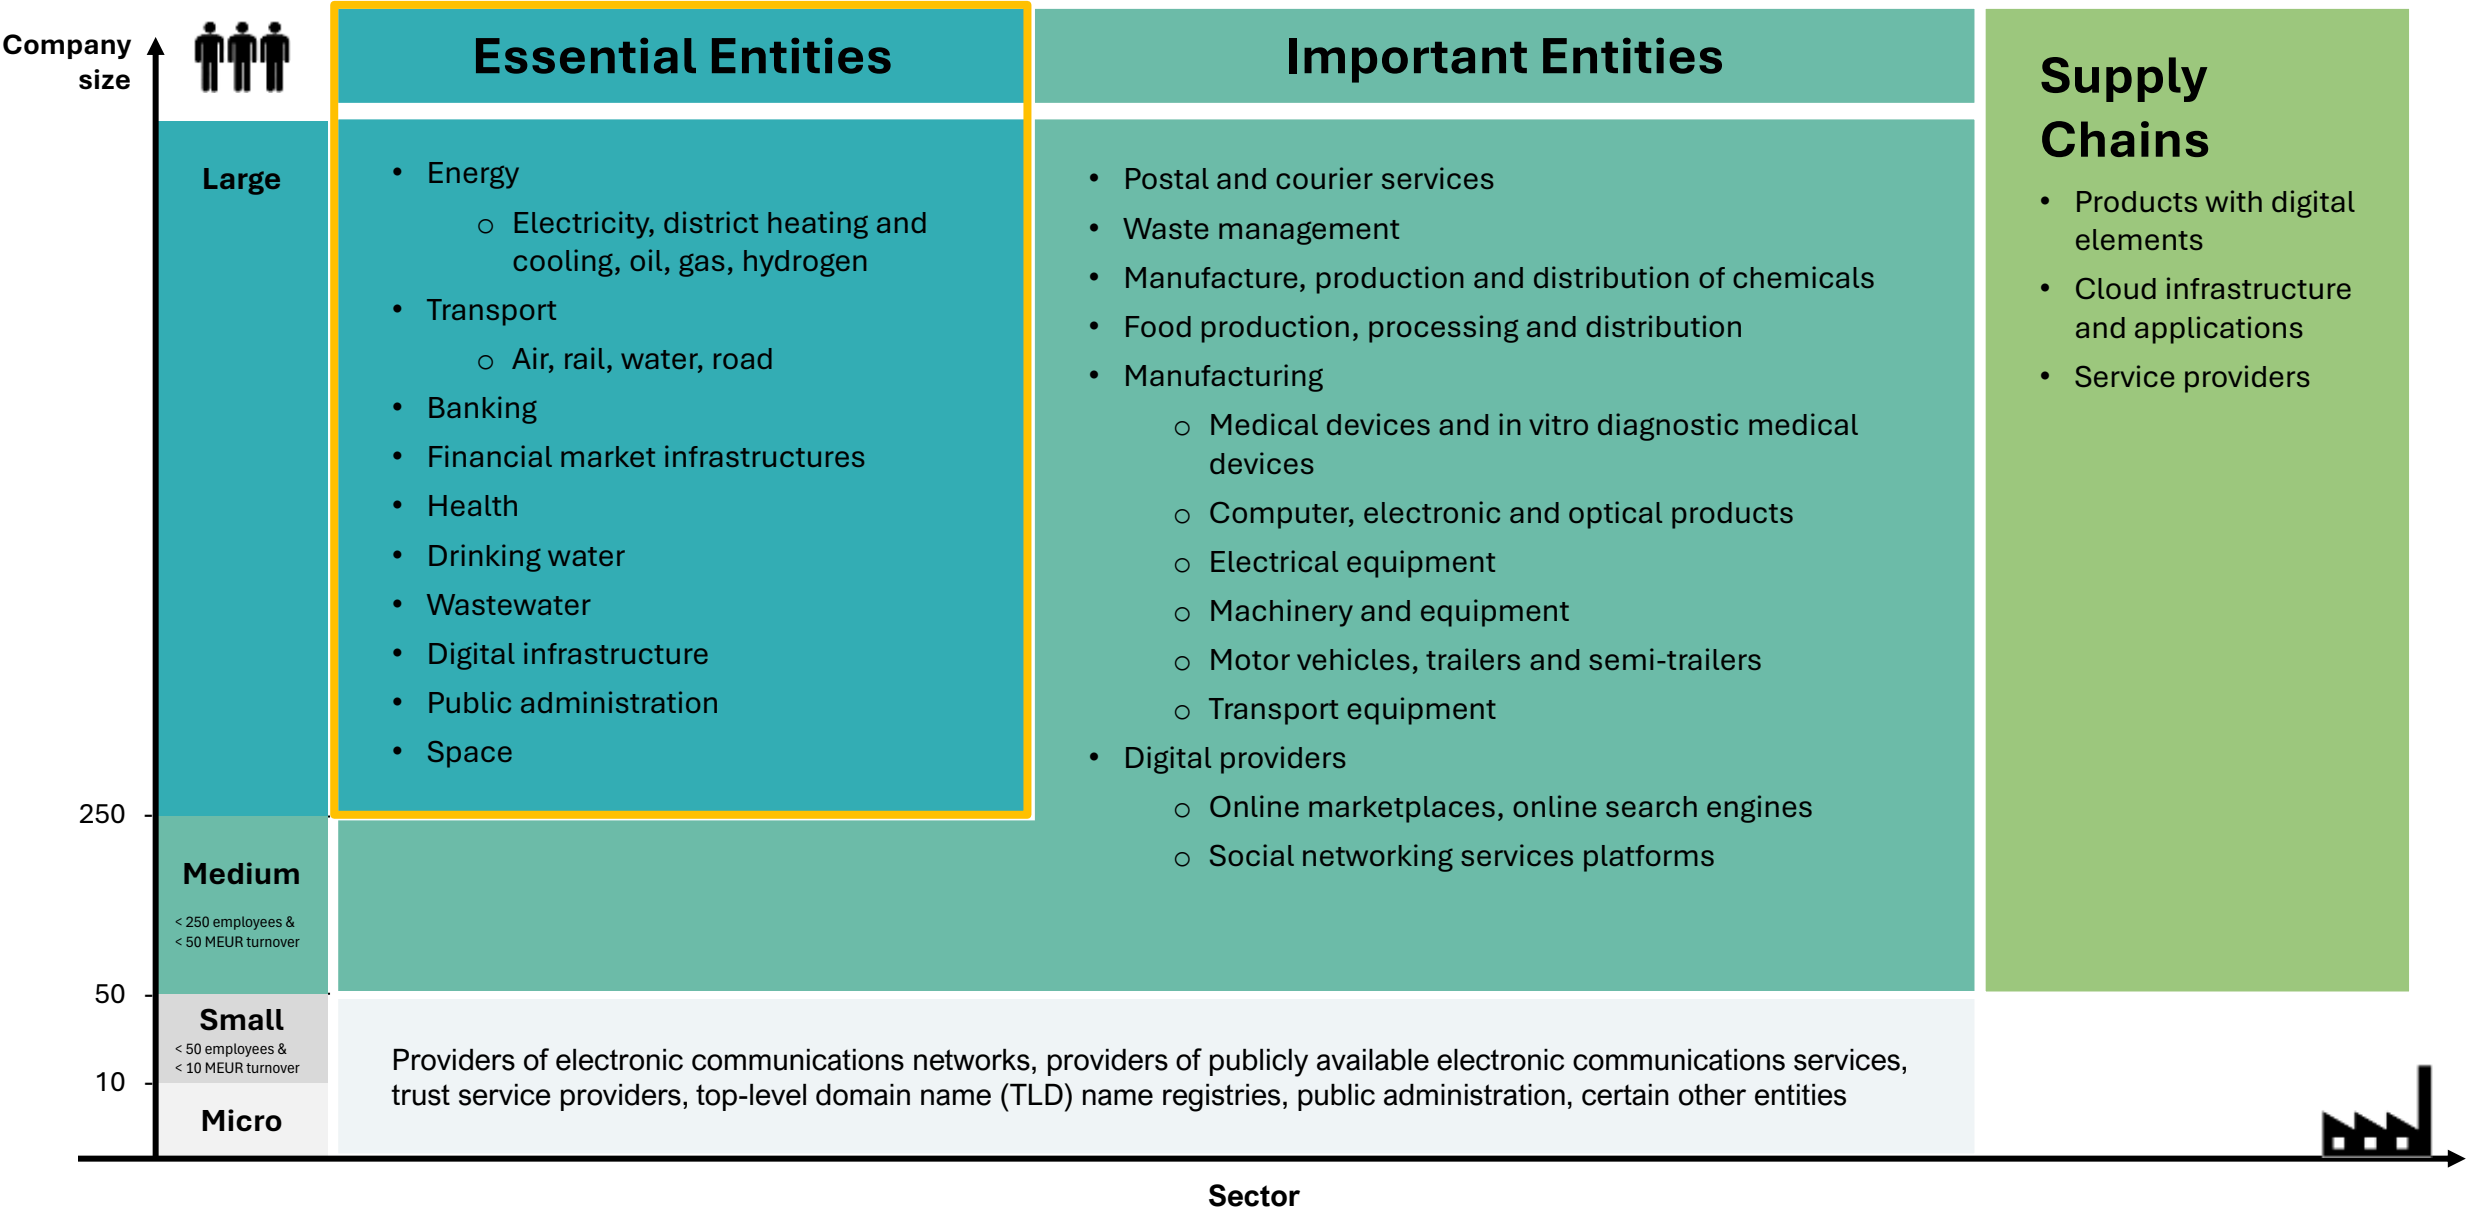 Company
size
Essential Entities
Important Entities
Supply
Chains
Large
• Energy
o Electricity, district heating and
cooling, oil, gas, hydrogen
• Transport
o Air, rail, water, road
• Banking
• Financial market infrastructures
• Health
• Drinking water
• Wastewater
• Digital infrastructure
• Public administration
• Space
• Postal and courier services
• Waste management
• Manufacture, production and distribution of chemicals
• Food production, processing and distribution
• Manufacturing
o Medical devices and in vitro diagnostic medical
devices
o Computer, electronic and optical products
o Electrical equipment
o Machinery and equipment
o Motor vehicles, trailers and semi-trailers
o Transport equipment
• Digital providers
o Online marketplaces, online search engines
o Social networking services platforms
• Products with digital
elements
• Cloud infrastructure
and applications
• Service providers
250
Medium
< 250 employees &
< 50 MEUR turnover
50
Small
< 50 employees &
< 10 MEUR turnover
10
Micro
Providers of electronic communications networks, providers of publicly available electronic communications services,
trust service providers, top-level domain name (TLD) name registries, public administration, certain other entities
Sector